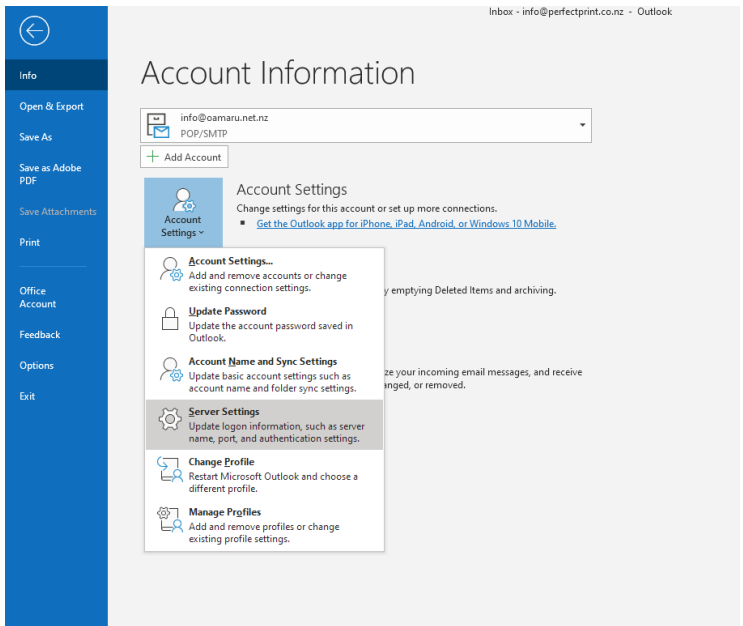 Inbox - info@perfectprint.co.nz - Outlook
Info
Open & Export
Save As
Save as Adobe
PDF
Save Attachments
Print
Office
Account
Feedback
Options
Exit
Account Information
info@oamaru.net.nz
POP/SMTP
Add Account
Account
Settings
Account Settings
Change settings for this account or set up more connections.
Get the Outlook app for iPhone, iPad, Android, or Windows 10 Mobile.
Account Settings...
Add and remove accounts or change
existing connection settings.
y emptying Deleted Items and archiving.
Update Password
Update the account password saved in
Outlook.
Account Name and Sync Settings
Update basic account settings such as
account name and folder sync settings.
ze your incoming email messages, and receive
anged, or removed.
Server Settings
Update logon information, such as server
name, port, and authentication settings.
Change Profile
Restart Microsoft Outlook and choose a
different profile.
Manage Profiles
Add and remove profiles or change
existing profile settings.